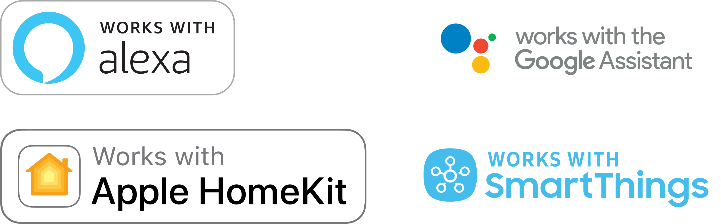 WORKS WITH
alexa
works with the
Google Assistant
Works with
Apple HomeKit
WORKS WITH
SmartThings